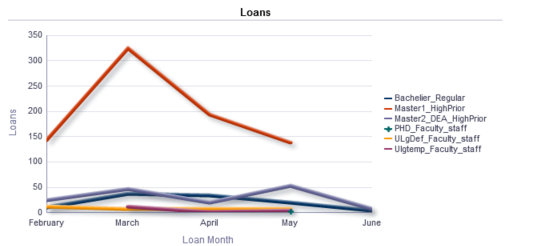 Loans
350
300
250
200
150
100
50
0
Loans
February March April May June
Loan Month
Bachelier_Regular
Master1_HighPrior
Master2_DEA_HighPrior
PHD_Faculty_staff
ULgDef_Faculty_staff
Ulgtemp_Faculty_staff